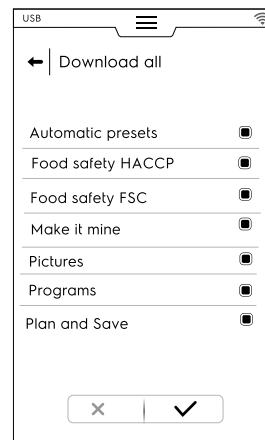 USB
Download all
Automatic presets
Food safety HACCP
Food safety FSC
Make it mine
Pictures
Programs
Plan and Save